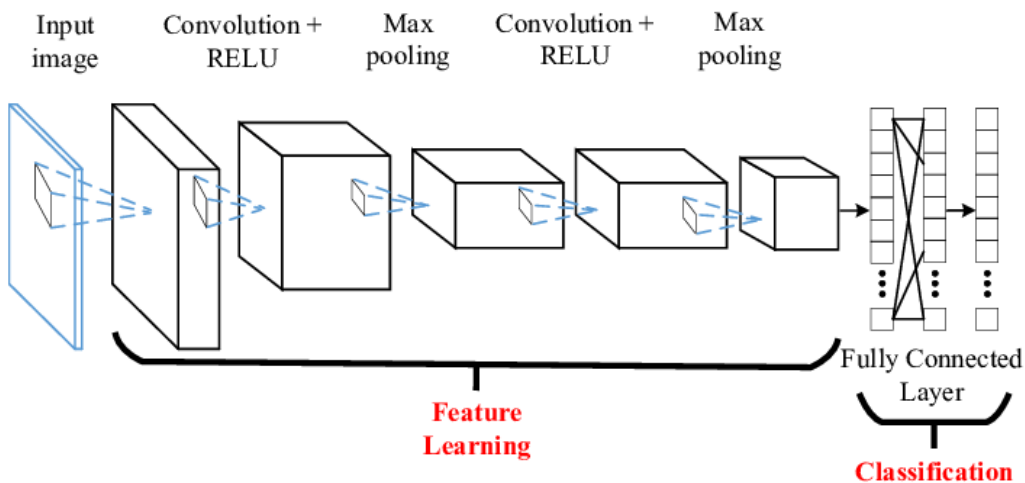 Input
image
Convolution +
RELU
Max
pooling
Convolution +
RELU
Max
pooling
Fully Connected
Layer
Feature
Learning
Classification